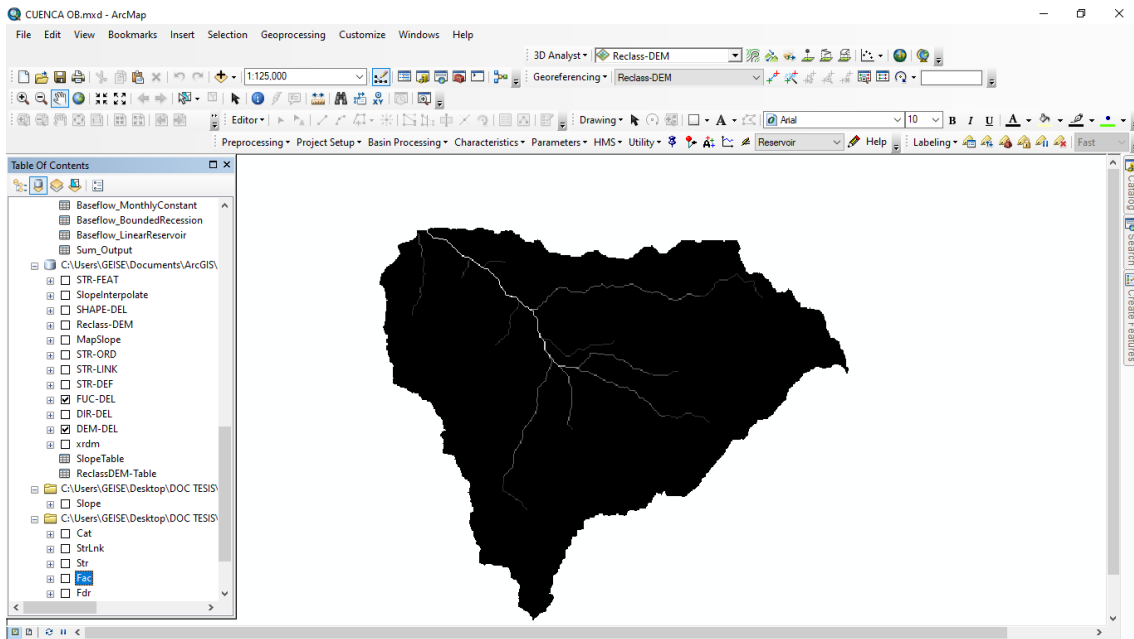 CUENCA OB.mxd - ArcMap
File Edit View Bookmarks Insert Selection Geoprocessing Customize Windows Help
3D Analyst Reclass-DEM
1:125,000 Georeferencing Reclass-DEM
Editor Drawing Arial 10 B I U A
Preprocessing Project Setup Basin Processing Characteristics Parameters HMS Utility Reservoir Help Labeling Fast
Table Of Contents
Baseflow_MonthlyConstant
Baseflow_BoundedRecession
Baseflow_LinearReservoir
Sum_Output
C:\Users\GEISE\Documents\ArcGIS\
STR-FEAT
SlopeInterpolate
SHAPE-DEL
Reclass-DEM
MapSlope
STR-ORD
STR-LINK
STR-DEF
FUC-DEL
DIR-DEL
DEM-DEL
xrdm
SlopeTable
ReclassDEM-Table
C:\Users\GEISE\Desktop\DOC TESIS\
Slope
C:\Users\GEISE\Desktop\DOC TESIS\
Cat
StrLnk
Str
Fac
Fdr
Catalog
Search
Create Features